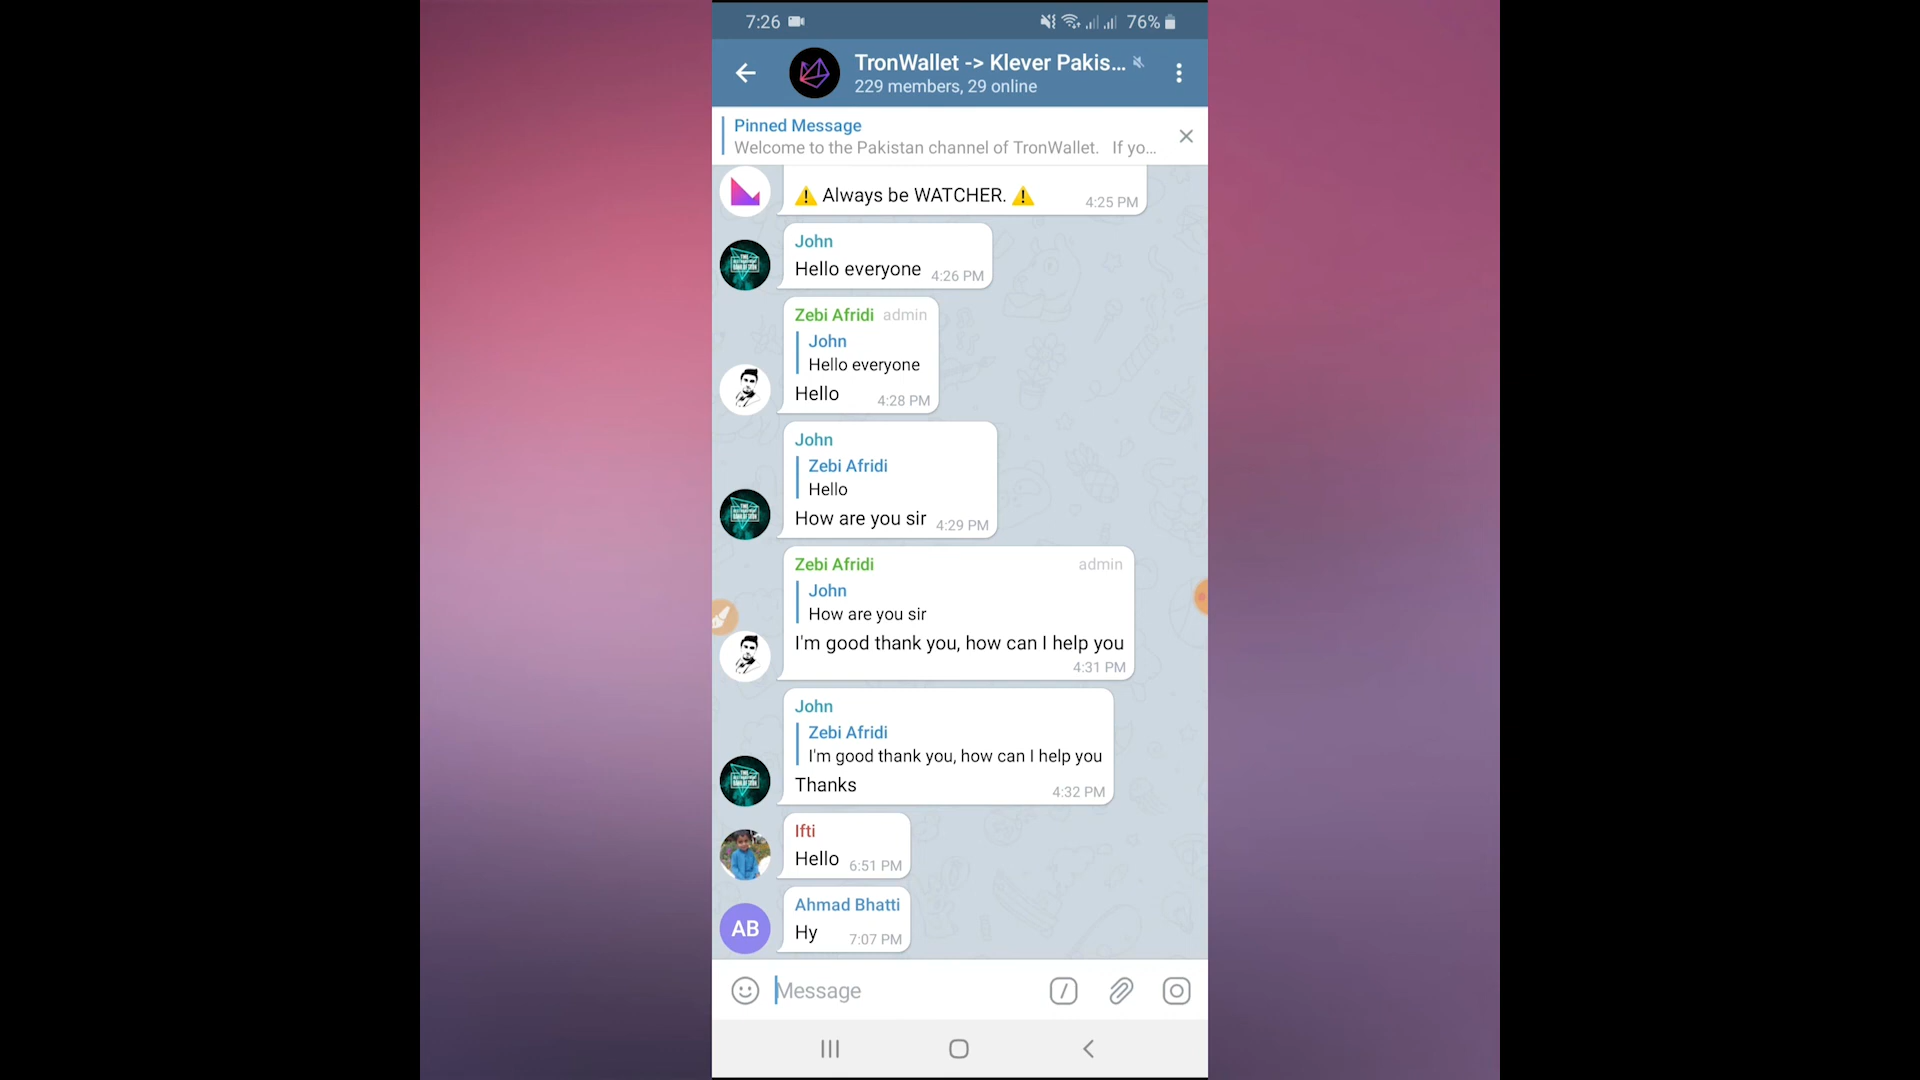 7:26
76%
TronWallet -> Klever Pakis...
229 members, 29 online
Pinned Message
Welcome to the Pakistan channel of TronWallet. If yo...
⚠️ Always be WATCHER. ⚠️ 4:25 PM
John
Hello everyone 4:26 PM
Zebi Afridi admin
John
Hello everyone
Hello 4:28 PM
John
Zebi Afridi
Hello
How are you sir 4:29 PM
Zebi Afridi admin
John
How are you sir
I'm good thank you, how can I help you
4:31 PM
John
Zebi Afridi
I'm good thank you, how can I help you
Thanks 4:32 PM
Ifti
Hello 6:51 PM
Ahmad Bhatti
AB
Hy 7:07 PM
Message